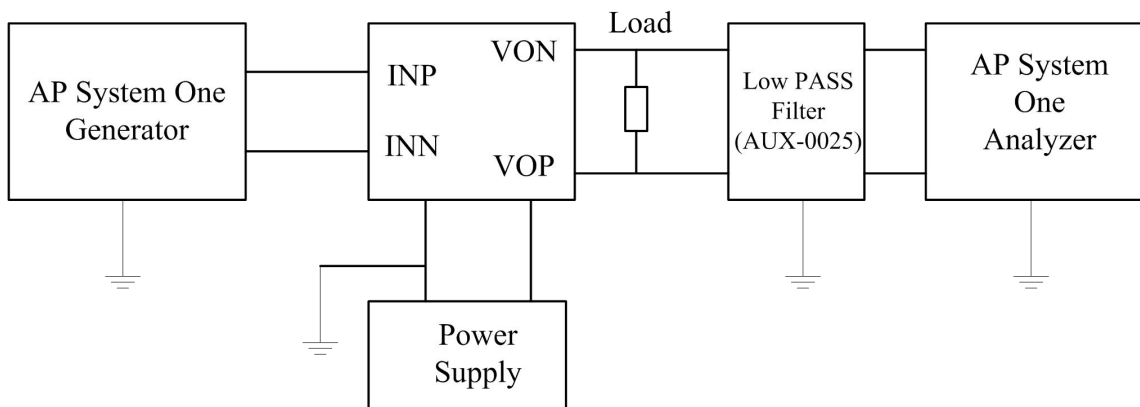 AP System One
Generator
INP
INN
VON
VOP
Load
Low PASS
Filter
(AUX-0025)
AP System
One
Analyzer
Power
Supply